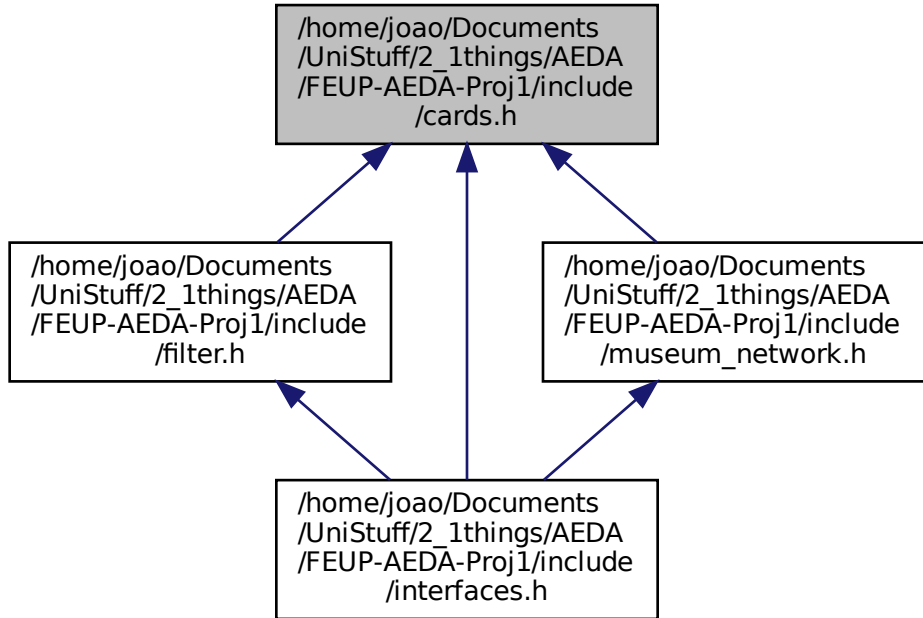 /home/joao/Documents
/UniStuff/2_1things/AEDA
/FEUP-AEDA-Proj1/include
/cards.h
/home/joao/Documents
/UniStuff/2_1things/AEDA
/FEUP-AEDA-Proj1/include
/filter.h
/home/joao/Documents
/UniStuff/2_1things/AEDA
/FEUP-AEDA-Proj1/include
/museum_network.h
/home/joao/Documents
/UniStuff/2_1things/AEDA
/FEUP-AEDA-Proj1/include
/interfaces.h